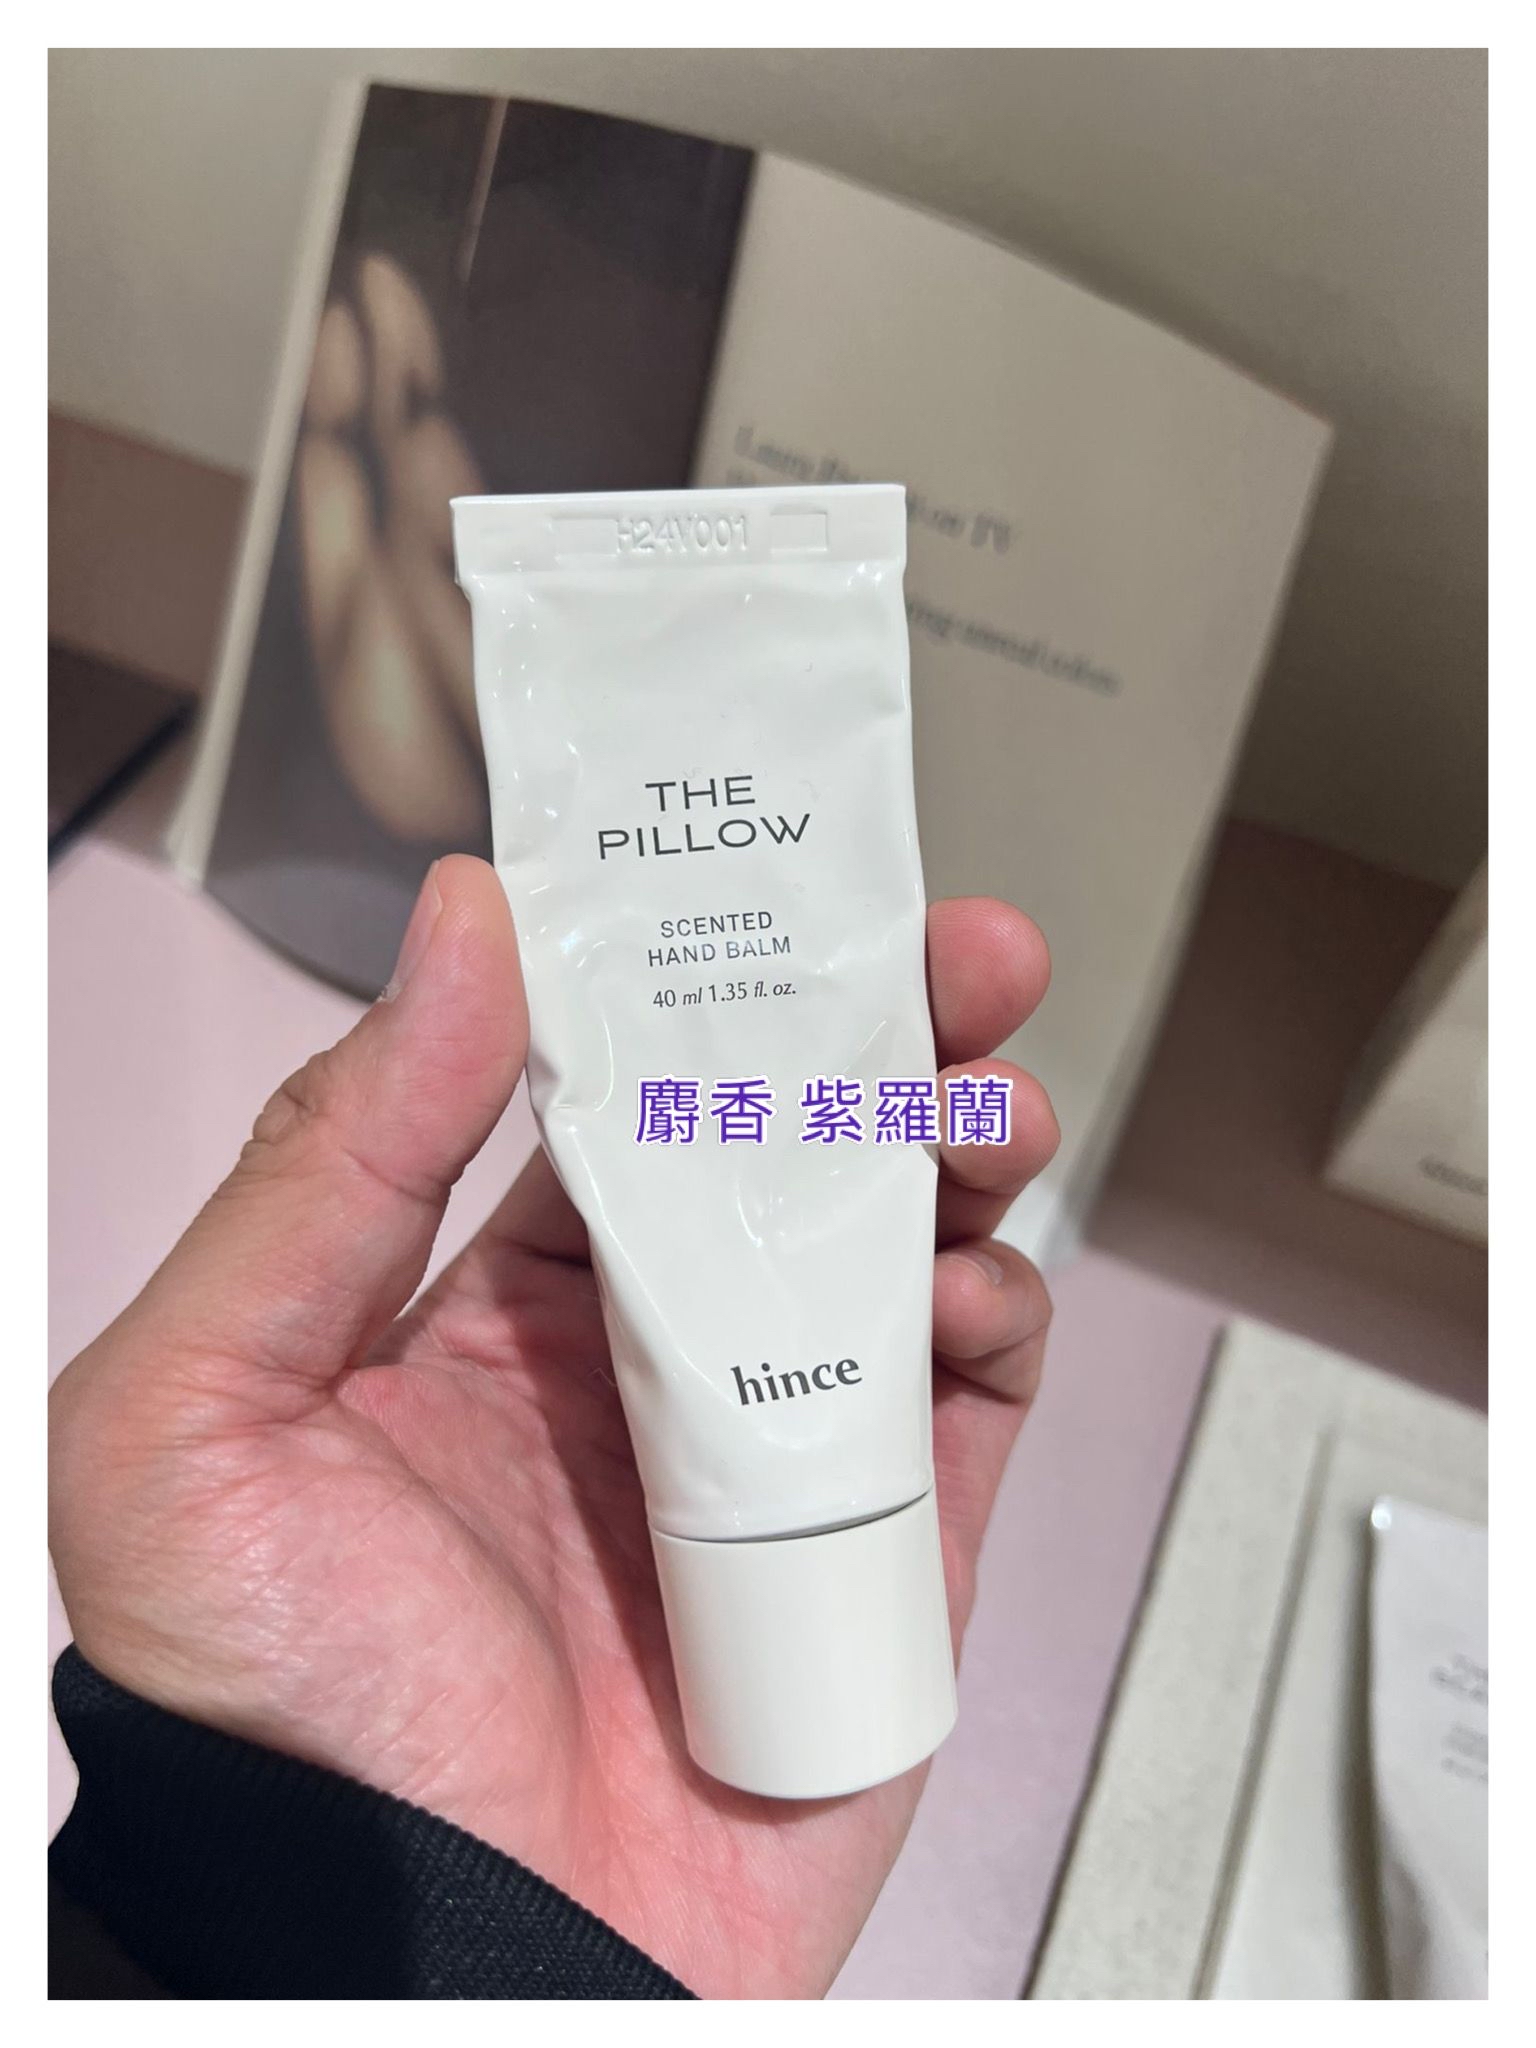 H24V001
THE
PILLOW
SCENTED
HAND BALM
40 ml 1.35 fl. oz.
麝香 紫羅蘭
hince